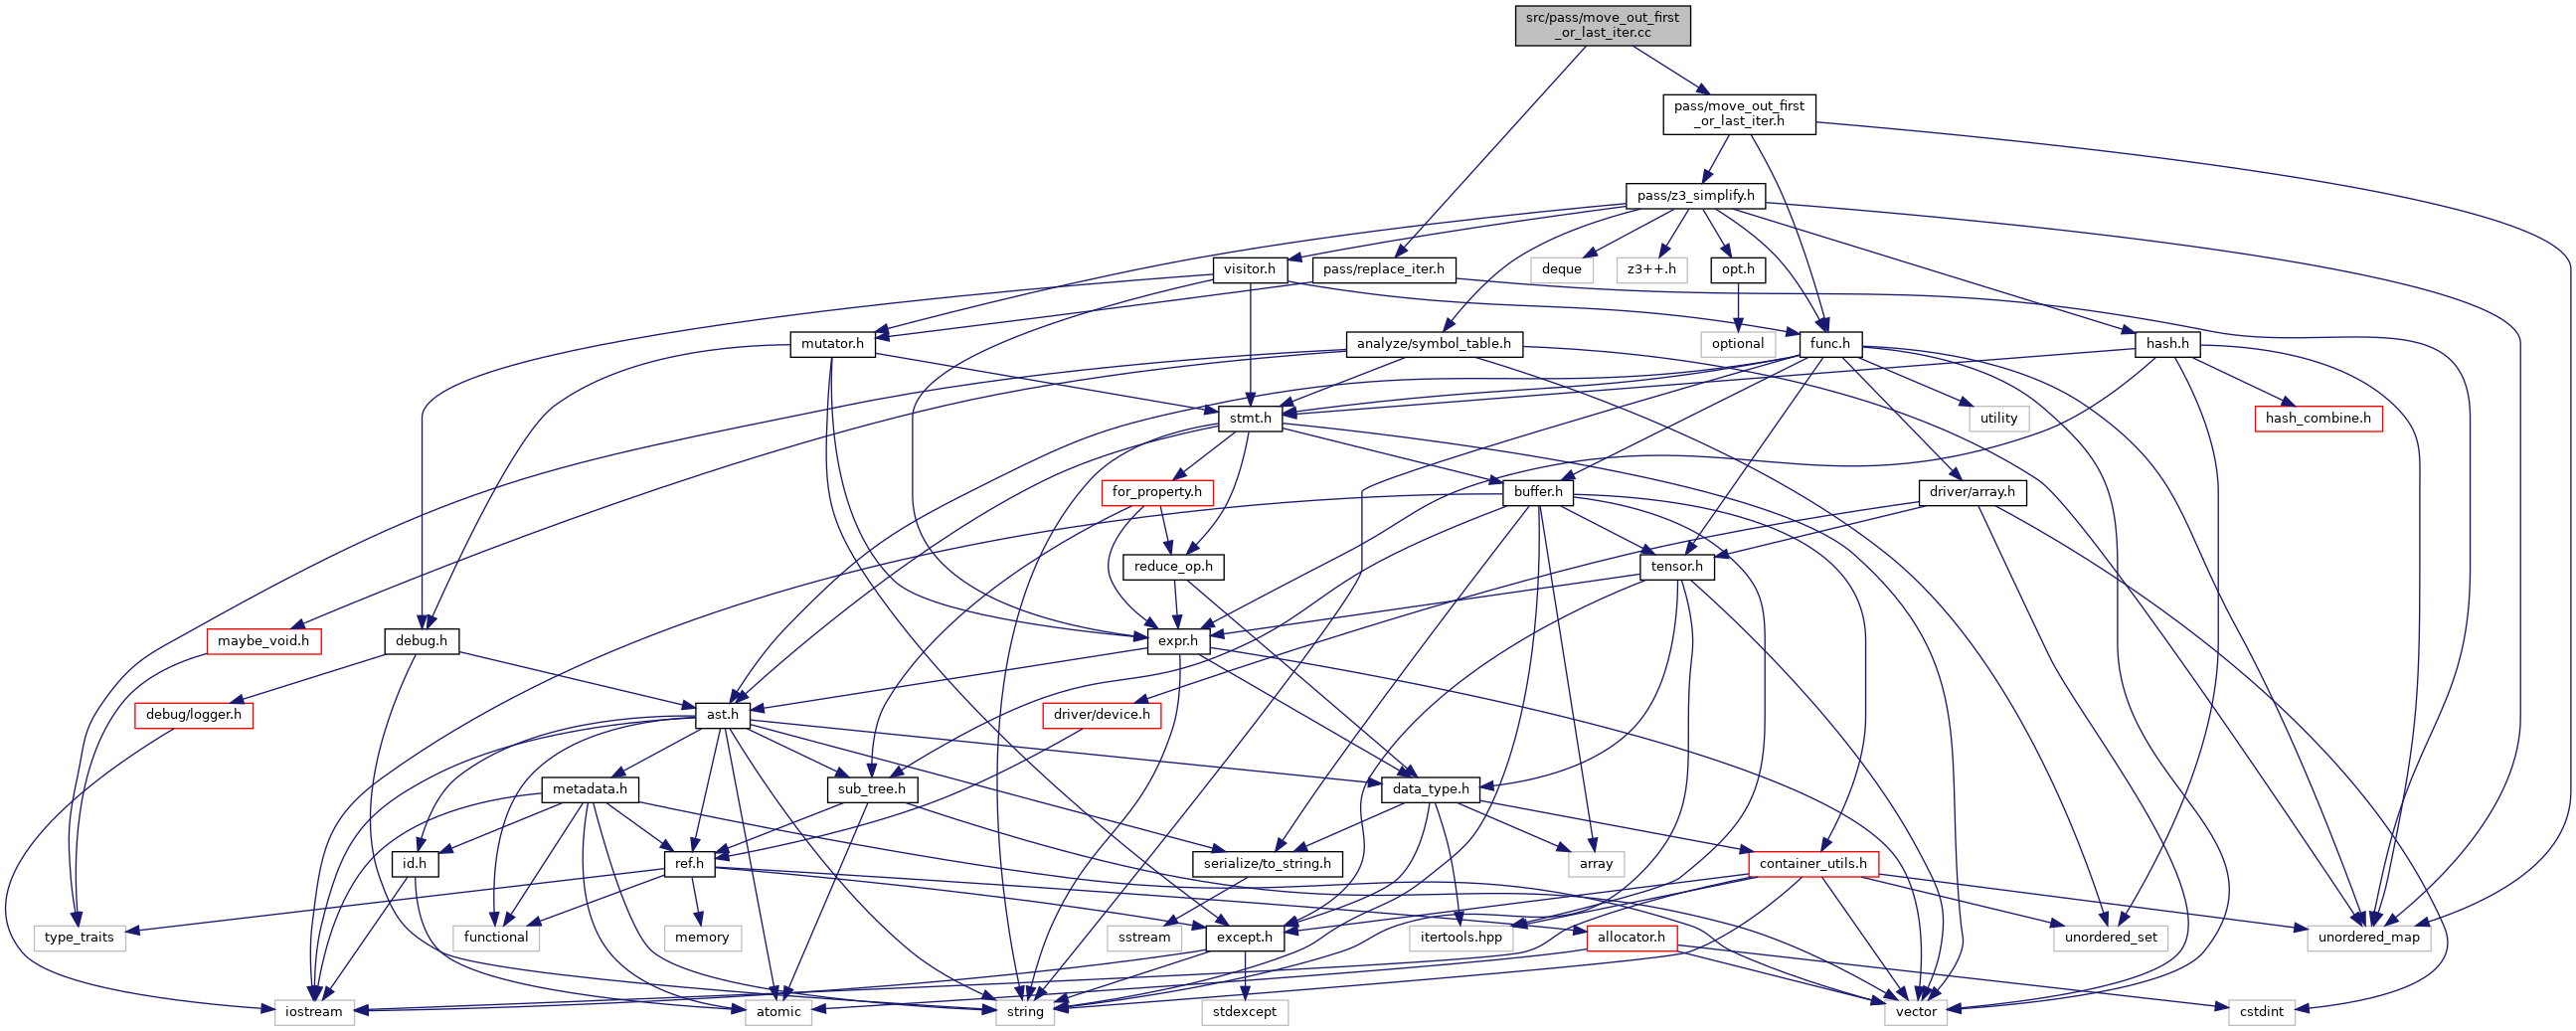 src/pass/move_out_first
_or_last_iter.cc
pass/move_out_first
_or_last_iter.h
pass/z3_simplify.h
visitor.h
pass/replace_iter.h
deque
z3++.h
opt.h
mutator.h
analyze/symbol_table.h
optional
func.h
hash.h
stmt.h
utility
hash_combine.h
for_property.h
buffer.h
driver/array.h
reduce_op.h
tensor.h
maybe_void.h
debug.h
expr.h
debug/logger.h
ast.h
driver/device.h
metadata.h
sub_tree.h
data_type.h
id.h
ref.h
serialize/to_string.h
array
container_utils.h
type_traits
functional
memory
sstream
except.h
itertools.hpp
allocator.h
unordered_set
unordered_map
iostream
atomic
string
stdexcept
vector
cstdint